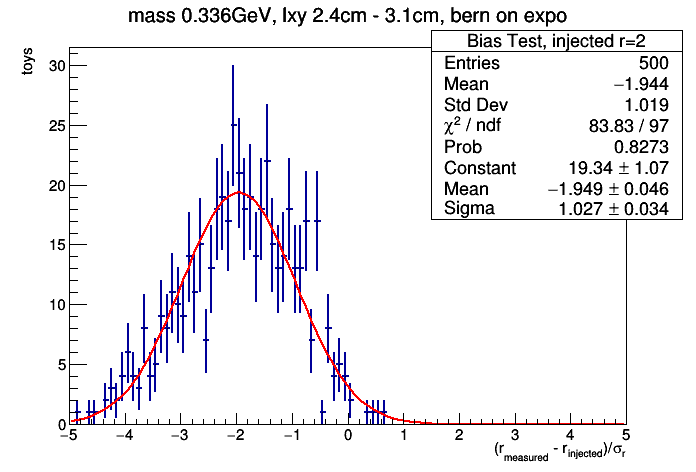 mass 0.336GeV, lxy 2.4cm - 3.1cm, bern on expo
Bias Test, injected r=2
Entries 500
Mean −1.944
Std Dev 1.019
χ² / ndf 83.83 / 97
Prob 0.8273
Constant 19.34 ± 1.07
Mean −1.949 ± 0.046
Sigma 1.027 ± 0.034
toys
30
25
20
15
10
5
0
−5 −4 −3 −2 −1 0 1 2 3 4 5
(r_measured - r_injected)/σ_r